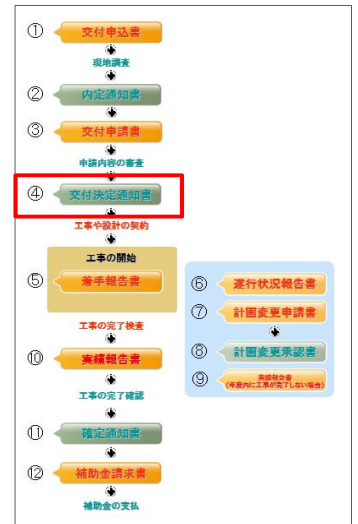 ① 交付申込書
現地調査
② 内定通知書
③ 交付申請書
申請内容の審査
④ 交付決定通知書
工事や設計の契約
工事の開始
⑤ 着手報告書
工事の完了検査
⑩ 実績報告書
工事の完了確認
⑪ 確定通知書
⑫ 補助金請求書
補助金の支払
⑥ 遂行状況報告書
⑦ 計画変更申請書
⑧ 計画変更承認書
⑨ 実績報告書
(年度内に工事が完了しない場合)